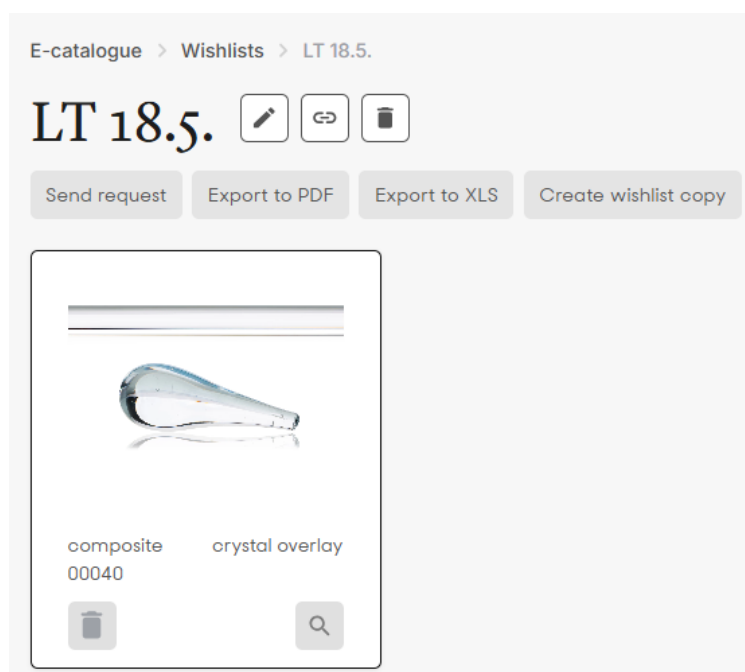 E-catalogue > Wishlists > LT 18.5.
LT 18.5.
Send request Export to PDF Export to XLS Create wishlist copy
composite crystal overlay
00040